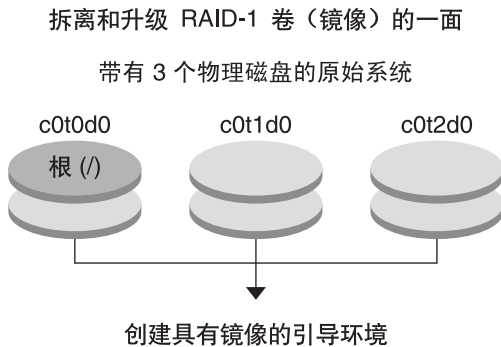 拆离和升级 RAID-1 卷（镜像）的一面
带有 3 个物理磁盘的原始系统
c0t0d0
c0t1d0
c0t2d0
根 (/)
创建具有镜像的引导环境